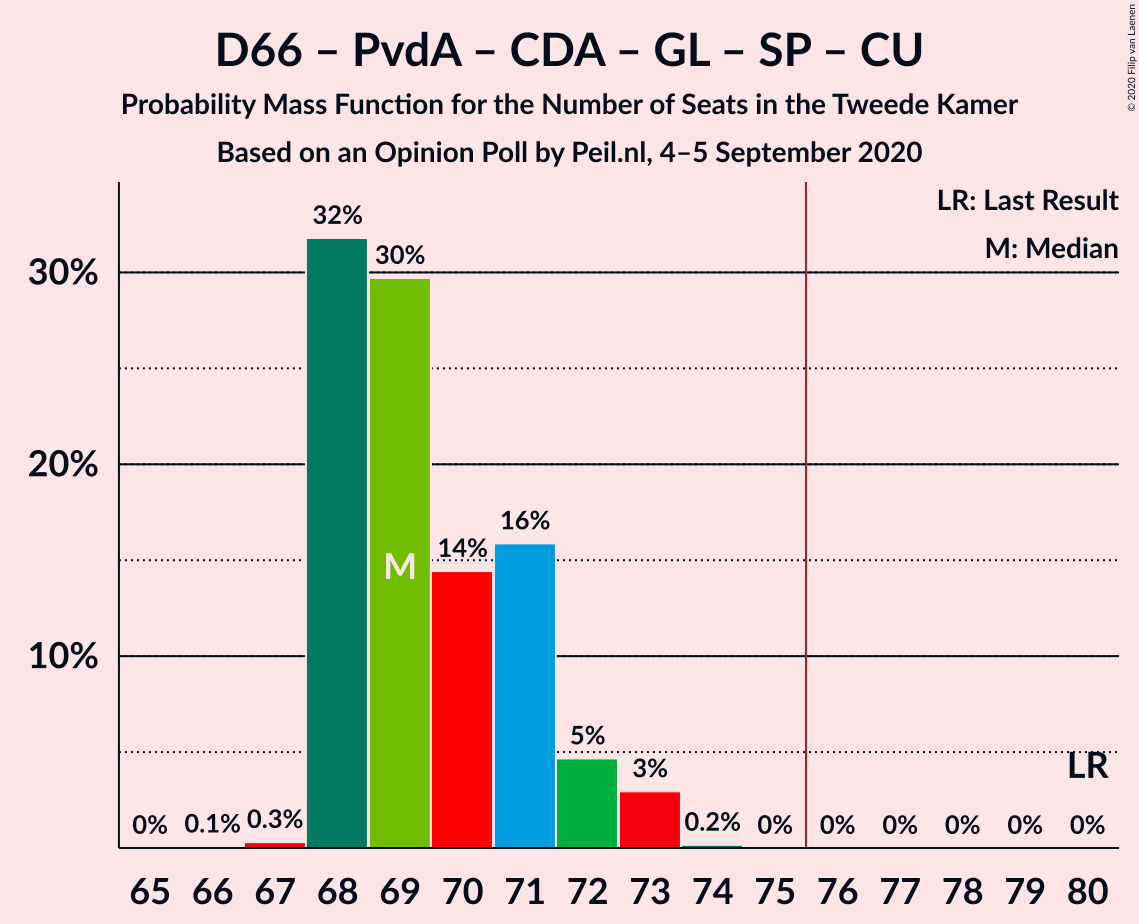 D66 – PvdA – CDA – GL – SP – CU
Probability Mass Function for the Number of Seats in the Tweede Kamer
Based on an Opinion Poll by Peil.nl, 4–5 September 2020
© 2020 Filip van Laenen
LR: Last Result
M: Median
30%
20%
10%
0% 0.1% 0.3% 32% 30% 14% 16% 5% 3% 0.2% 0% 0% 0% 0% 0% 0%
M
LR
65 66 67 68 69 70 71 72 73 74 75 76 77 78 79 80